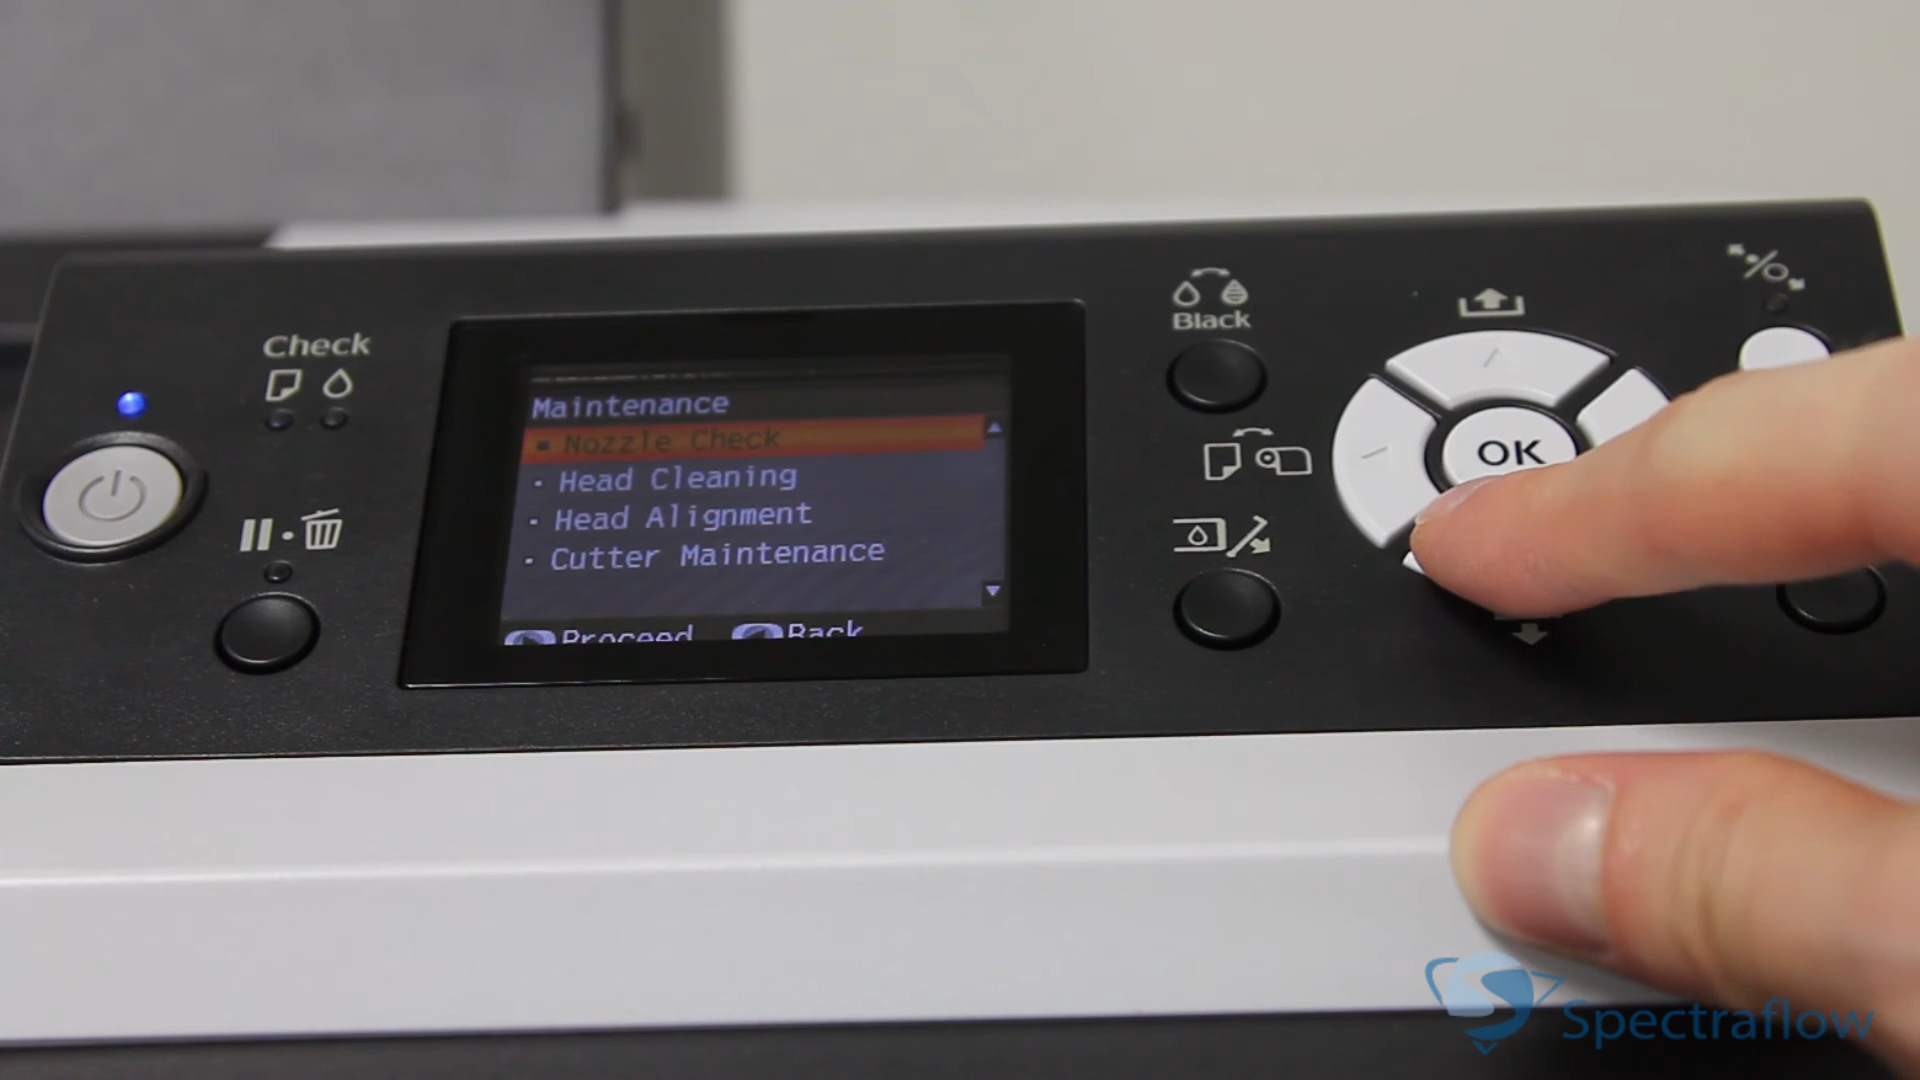 Check
Black
OK
Maintenance
Nozzle Check
Head Cleaning
Head Alignment
Cutter Maintenance
Proceed Back
Spectraflow